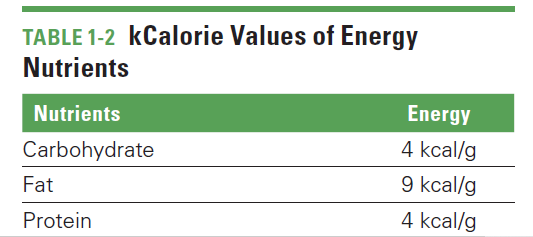 TABLE 1-2 kCalorie Values of Energy
Nutrients
Nutrients Energy
Carbohydrate 4 kcal/g
Fat 9 kcal/g
Protein 4 kcal/g